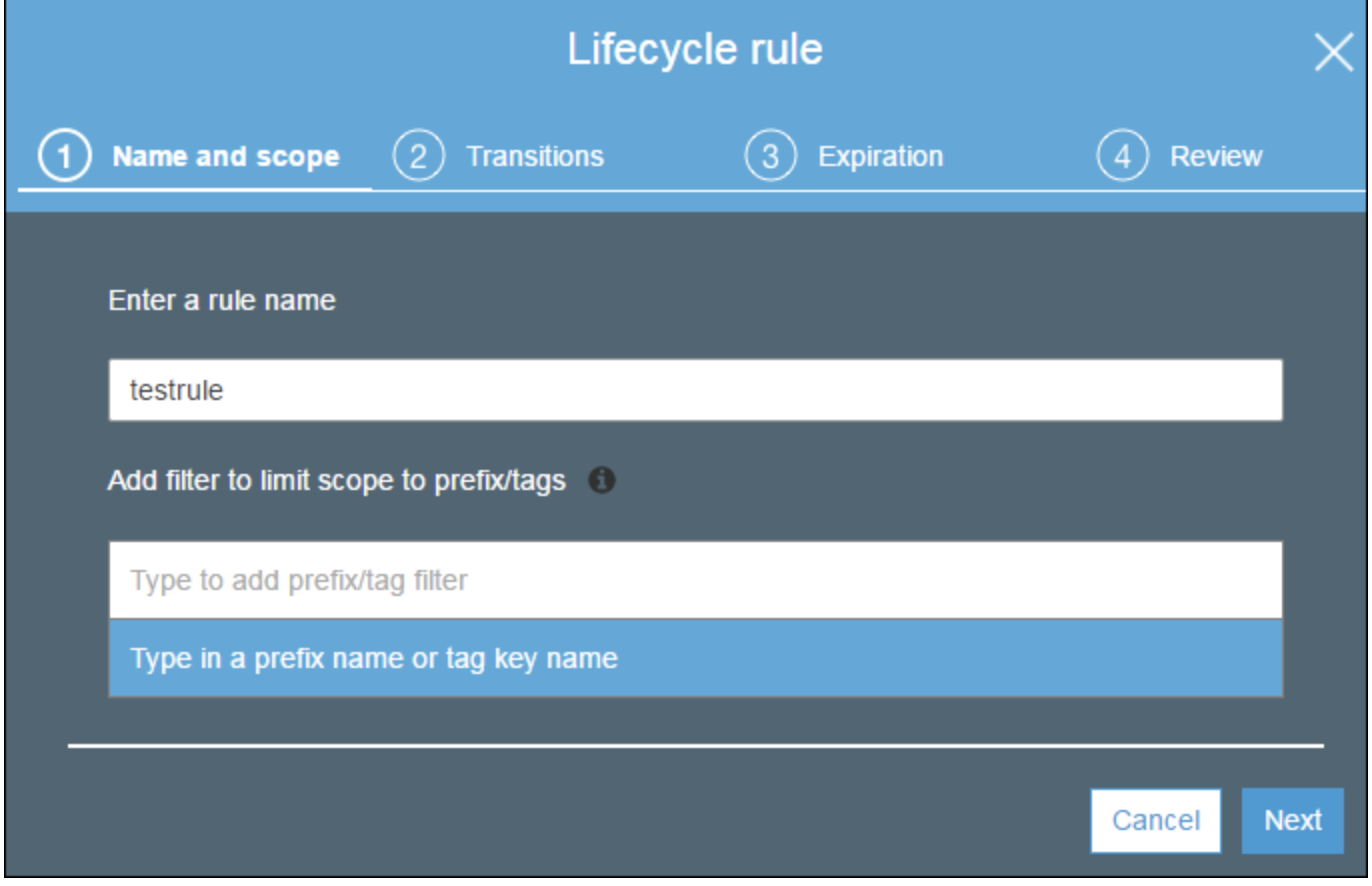 Lifecycle rule
1 Name and scope 2 Transitions 3 Expiration 4 Review
Enter a rule name
testrule
Add filter to limit scope to prefix/tags
Type to add prefix/tag filter
Type in a prefix name or tag key name
Cancel Next